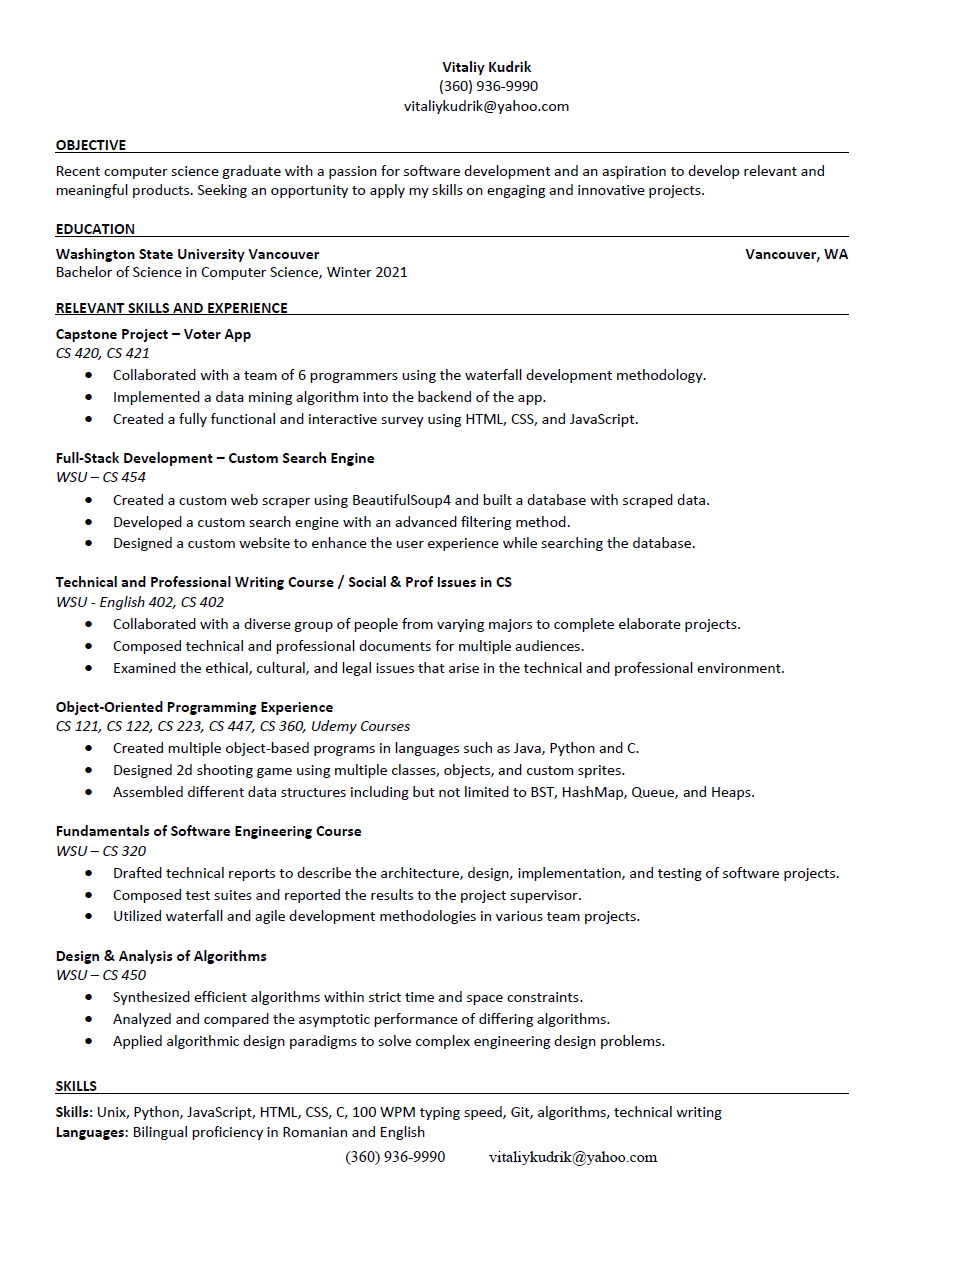 Vitaliy Kudrik
(360) 936-9990
vitaliykudrik@yahoo.com
OBJECTIVE
Recent computer science graduate with a passion for software development and an aspiration to develop relevant and
meaningful products. Seeking an opportunity to apply my skills on engaging and innovative projects.
EDUCATION
Washington State University Vancouver Vancouver, WA
Bachelor of Science in Computer Science, Winter 2021
RELEVANT SKILLS AND EXPERIENCE
Capstone Project – Voter App
CS 420, CS 421
• Collaborated with a team of 6 programmers using the waterfall development methodology.
• Implemented a data mining algorithm into the backend of the app.
• Created a fully functional and interactive survey using HTML, CSS, and JavaScript.
Full-Stack Development – Custom Search Engine
WSU – CS 454
• Created a custom web scraper using BeautifulSoup4 and built a database with scraped data.
• Developed a custom search engine with an advanced filtering method.
• Designed a custom website to enhance the user experience while searching the database.
Technical and Professional Writing Course / Social & Prof Issues in CS
WSU - English 402, CS 402
• Collaborated with a diverse group of people from varying majors to complete elaborate projects.
• Composed technical and professional documents for multiple audiences.
• Examined the ethical, cultural, and legal issues that arise in the technical and professional environment.
Object-Oriented Programming Experience
CS 121, CS 122, CS 223, CS 447, CS 360, Udemy Courses
• Created multiple object-based programs in languages such as Java, Python and C.
• Designed 2d shooting game using multiple classes, objects, and custom sprites.
• Assembled different data structures including but not limited to BST, HashMap, Queue, and Heaps.
Fundamentals of Software Engineering Course
WSU – CS 320
• Drafted technical reports to describe the architecture, design, implementation, and testing of software projects.
• Composed test suites and reported the results to the project supervisor.
• Utilized waterfall and agile development methodologies in various team projects.
Design & Analysis of Algorithms
WSU – CS 450
• Synthesized efficient algorithms within strict time and space constraints.
• Analyzed and compared the asymptotic performance of differing algorithms.
• Applied algorithmic design paradigms to solve complex engineering design problems.
SKILLS
Skills: Unix, Python, JavaScript, HTML, CSS, C, 100 WPM typing speed, Git, algorithms, technical writing
Languages: Bilingual proficiency in Romanian and English
(360) 936-9990 vitaliykudrik@yahoo.com